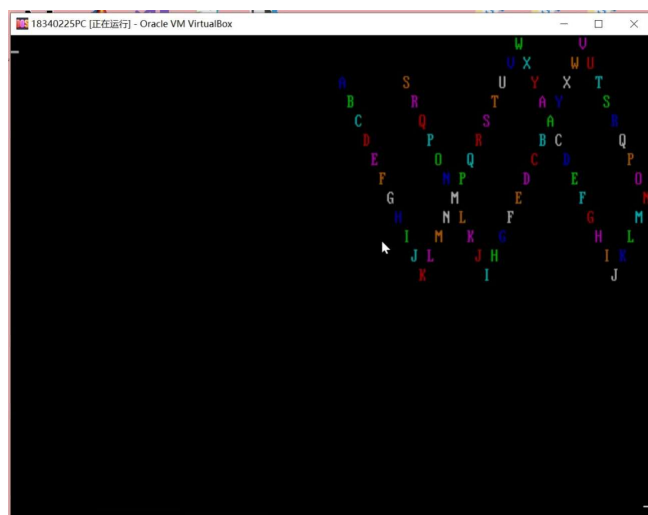 18340225PC [正在运行] - Oracle VM VirtualBox
W V
V X W U
A S U Y X T
B R T A Y S
C Q S A R
D P R B C Q
E O Q C D P
F N P D E O
G M E F N
H N L F G M
I M K G H L
J L J H I K
K I J